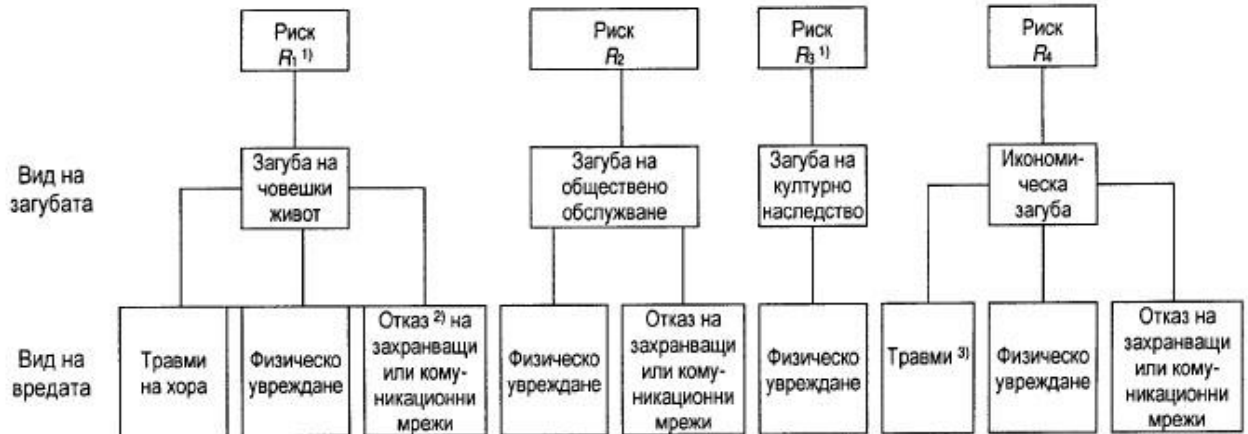 Риск
R1 1)
Риск
R2
Риск
R3 1)
Риск
R4
Вид на
загубата
Загуба на
човешки
живот
Загуба на
обществено
обслужване
Загуба на
културно
наследство
Икономи-
ческа
загуба
Вид на
вредата
Травми
на хора
Физическо
увреждане
Отказ 2) на
захранващи
или кому-
никационни
мрежи
Физическо
увреждане
Отказ на
захранващи
или кому-
никационни
мрежи
Физическо
увреждане
Травми 3)
Физическо
увреждане
Отказ на
захранващи
или кому-
никационни
мрежи